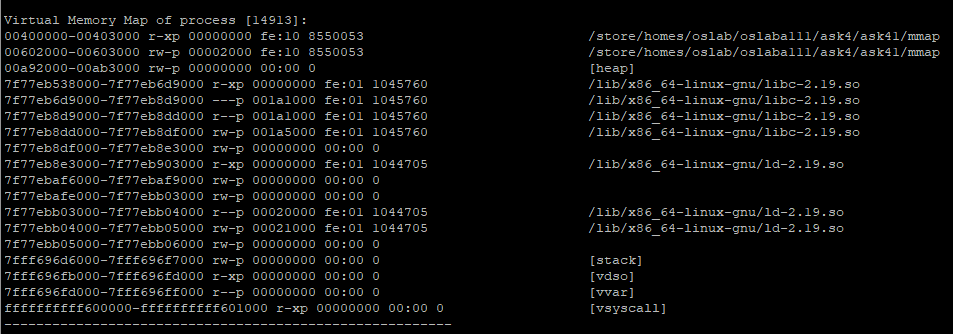 Virtual Memory Map of process [14913]:
00400000-00403000 r-xp 00000000 fe:10 8550053 /store/homes/oslab/oslaba111/ask4/ask41/mmap
00602000-00603000 rw-p 00002000 fe:10 8550053 /store/homes/oslab/oslaba111/ask4/ask41/mmap
00a92000-00ab3000 rw-p 00000000 00:00 0 [heap]
7f77eb538000-7f77eb6d9000 r-xp 00000000 fe:01 1045760 /lib/x86_64-linux-gnu/libc-2.19.so
7f77eb6d9000-7f77eb8d9000 ---p 001a1000 fe:01 1045760 /lib/x86_64-linux-gnu/libc-2.19.so
7f77eb8d9000-7f77eb8dd000 r--p 001a1000 fe:01 1045760 /lib/x86_64-linux-gnu/libc-2.19.so
7f77eb8dd000-7f77eb8df000 rw-p 001a5000 fe:01 1045760 /lib/x86_64-linux-gnu/libc-2.19.so
7f77eb8df000-7f77eb8e3000 rw-p 00000000 00:00 0
7f77eb8e3000-7f77eb903000 r-xp 00000000 fe:01 1044705 /lib/x86_64-linux-gnu/ld-2.19.so
7f77ebaf6000-7f77ebaf9000 rw-p 00000000 00:00 0
7f77ebafe000-7f77ebb03000 rw-p 00000000 00:00 0
7f77ebb03000-7f77ebb04000 r--p 00020000 fe:01 1044705 /lib/x86_64-linux-gnu/ld-2.19.so
7f77ebb04000-7f77ebb05000 rw-p 00021000 fe:01 1044705 /lib/x86_64-linux-gnu/ld-2.19.so
7f77ebb05000-7f77ebb06000 rw-p 00000000 00:00 0
7fff696d6000-7fff696f7000 rw-p 00000000 00:00 0 [stack]
7fff696fb000-7fff696fd000 r-xp 00000000 00:00 0 [vdso]
7fff696fd000-7fff696ff000 r--p 00000000 00:00 0 [vvar]
ffffffffff600000-ffffffffff601000 r-xp 00000000 00:00 0 [vsyscall]
--------------------------------------------------------